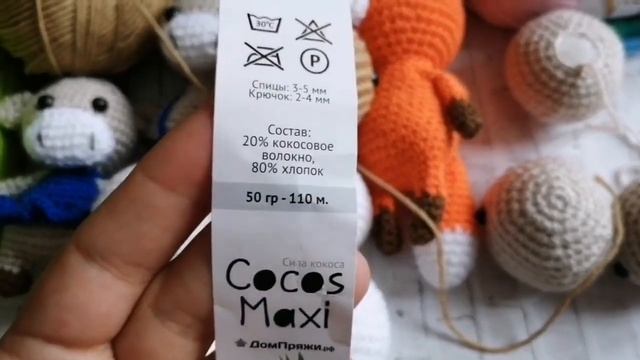 30°C
P
Спицы: 3-5 мм
Крючок: 2-4 мм
Состав:
20% кокосовое
волокно,
80% хлопок
50 гр - 110 м.
Сила кокоса
Cocos
Maxi
ДомПряжи.рф